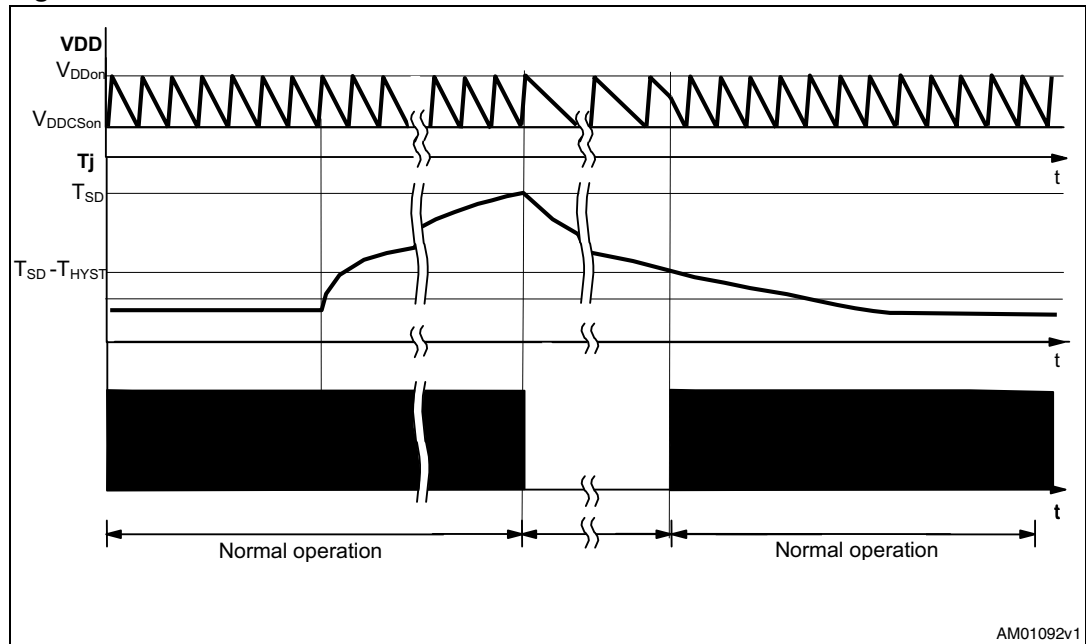 VDD
VDDon
VDDCSon
t
Tj
TSD
TSD -THYST
t
t
Normal operation
Normal operation
AM01092v1